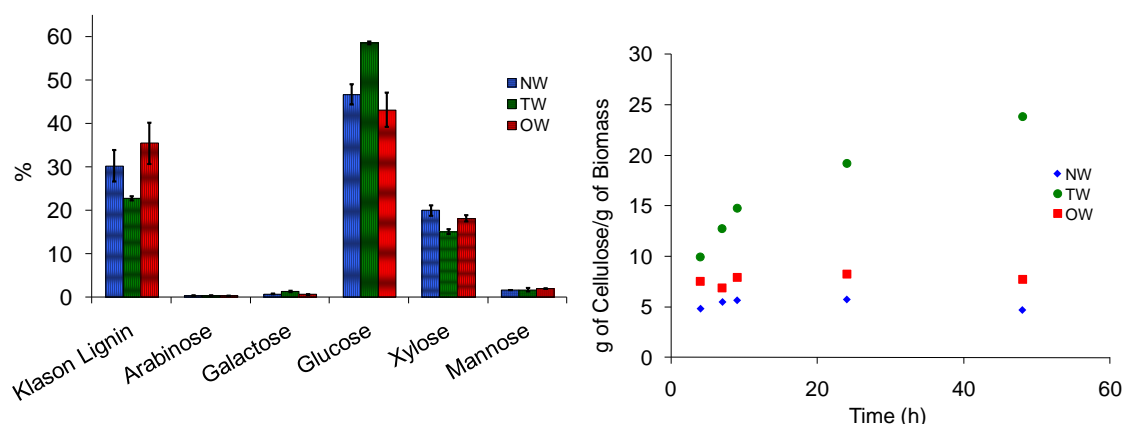 %
60
50
40
30
20
10
0
NW
TW
OW
Klason Lignin
Arabinose
Galactose
Glucose
Xylose
Mannose
g of Cellulose/g of Biomass
30
25
20
15
10
5
0
NW
TW
OW
0
20
40
60
Time (h)